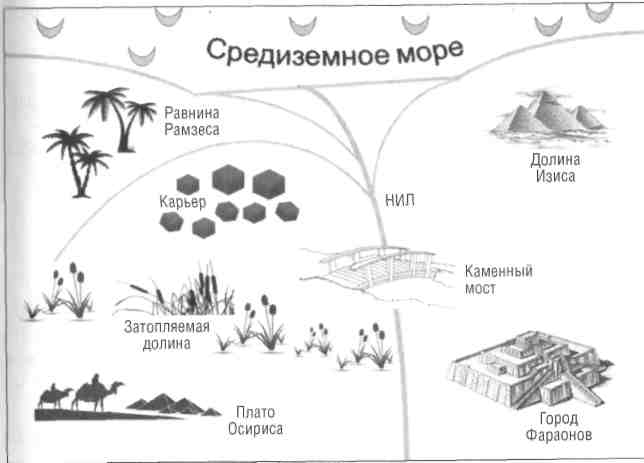 Средиземное море
Равнина
Рамзеса
Долина
Изиса
Карьер
НИЛ
Каменный
мост
Затопляемая
долина
Плато
Осириса
Город
Фараонов